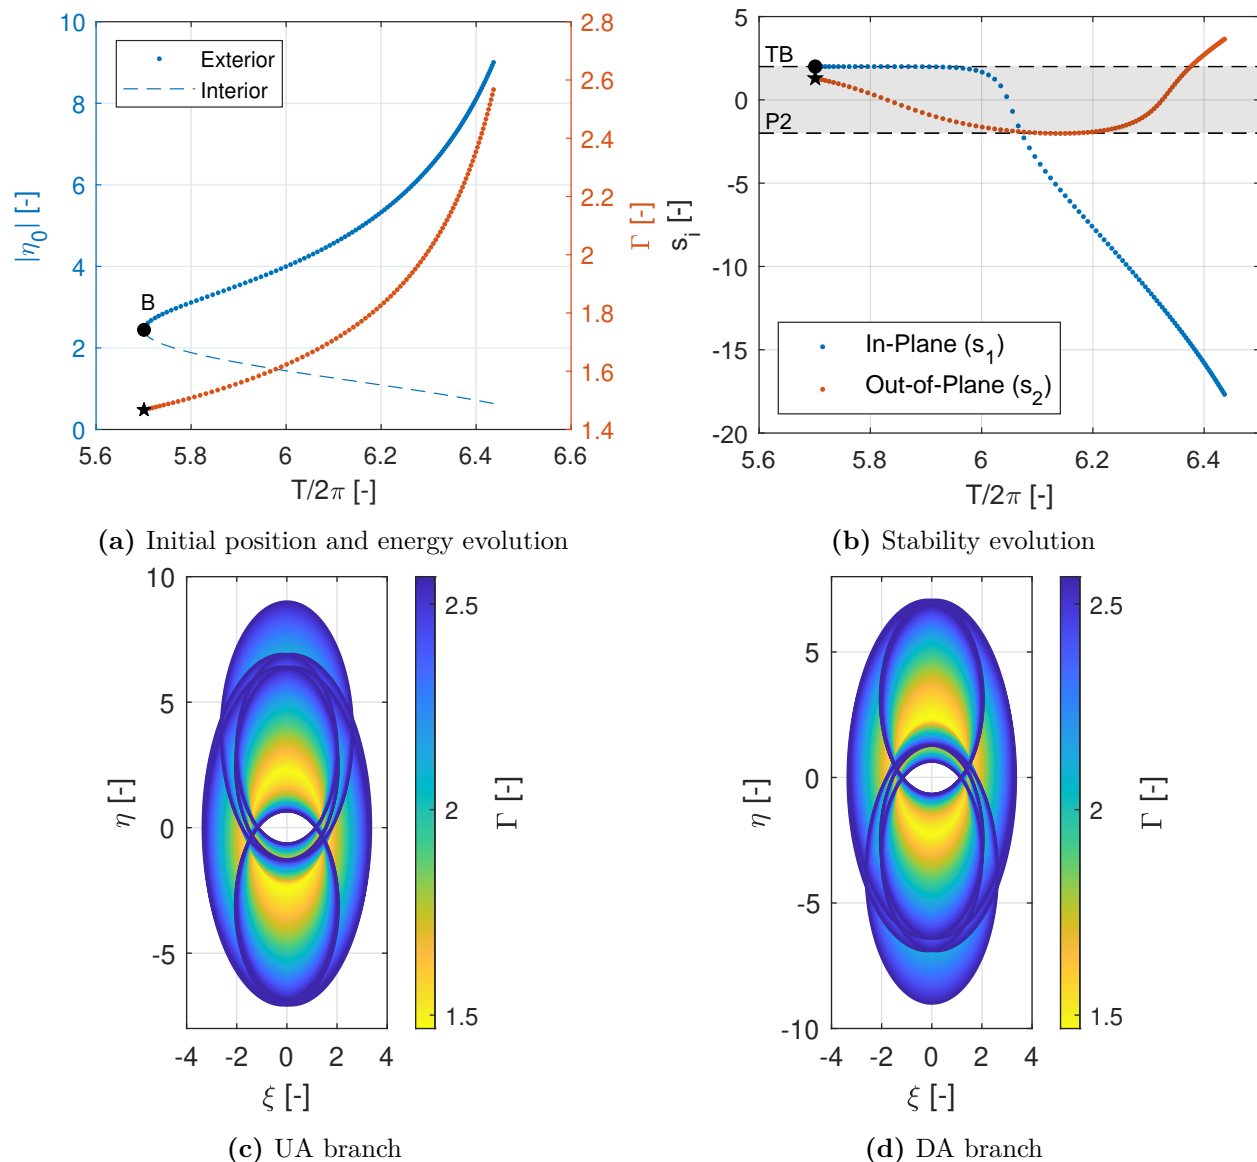 10
8
6
4
2
0
|η₀| [-]
Exterior
Interior
B
2.8
2.6
2.4
2.2
2
1.8
1.6
1.4
Γ [-]
5.6
5.8
6
6.2
6.4
6.6
T/2π [-]
(a) Initial position and energy evolution
5
0
-5
-10
-15
-20
s_i [-]
TB
P2
In-Plane (s₁)
Out-of-Plane (s₂)
5.6
5.8
6
6.2
6.4
T/2π [-]
(b) Stability evolution
10
5
0
-5
η [-]
-4
-2
0
2
4
ξ [-]
2.5
2
1.5
Γ [-]
(c) UA branch
5
0
-5
-10
η [-]
-4
-2
0
2
4
ξ [-]
2.5
2
1.5
Γ [-]
(d) DA branch